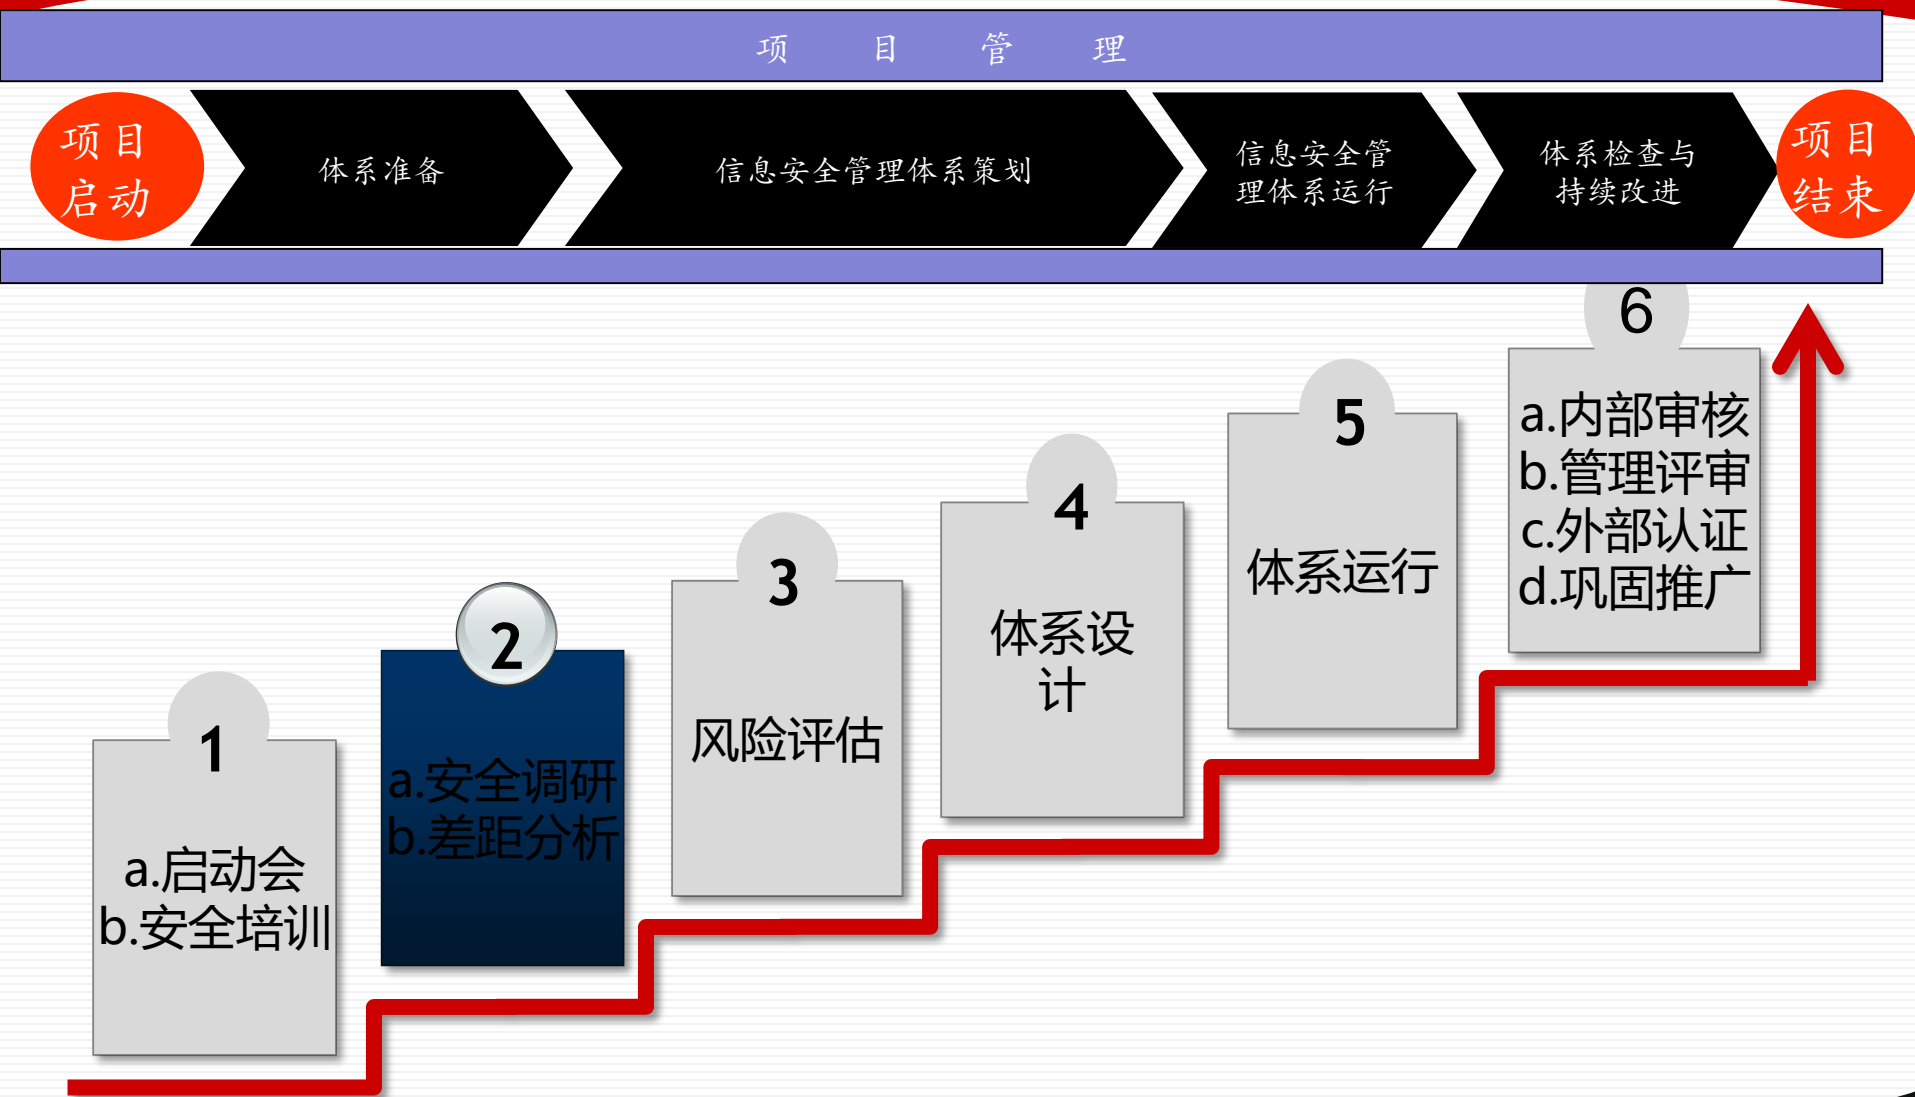 项 目 管 理
项目
启动
体系准备
信息安全管理体系策划
信息安全管
理体系运行
体系检查与
持续改进
项目
结束
1
a.启动会
b.安全培训
2
a.安全调研
b.差距分析
3
风险评估
4
体系设
计
5
体系运行
6
a.内部审核
b.管理评审
c.外部认证
d.巩固推广